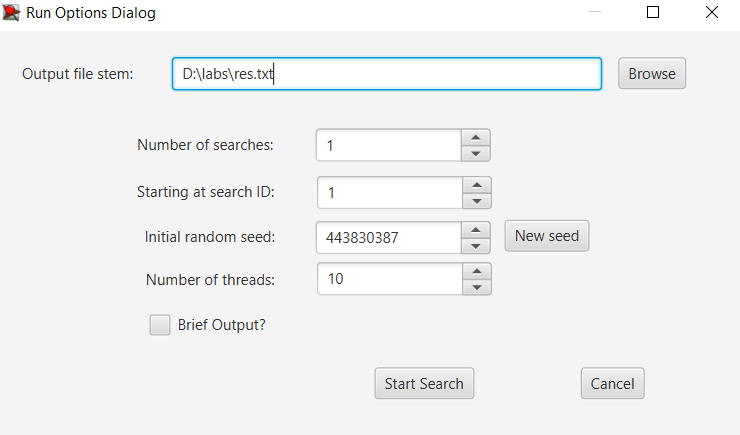 Run Options Dialog
Output file stem: D:\labs\res.txt Browse
Number of searches: 1
Starting at search ID: 1
Initial random seed: 443830387 New seed
Number of threads: 10
Brief Output?
Start Search Cancel